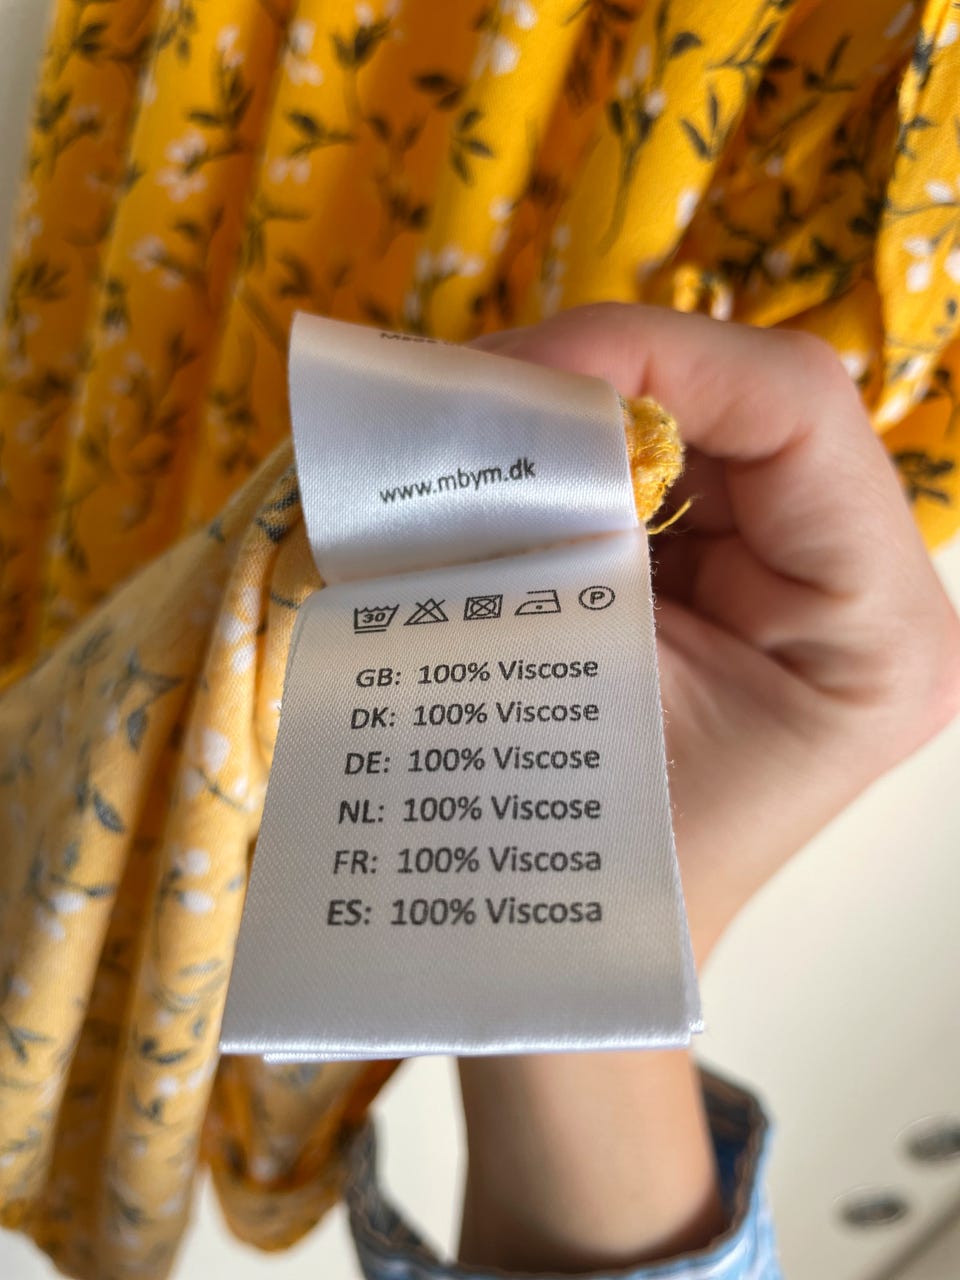 www.mbym.dk
30 P
GB: 100% Viscose
DK: 100% Viscose
DE: 100% Viscose
NL: 100% Viscose
FR: 100% Viscosa
ES: 100% Viscosa